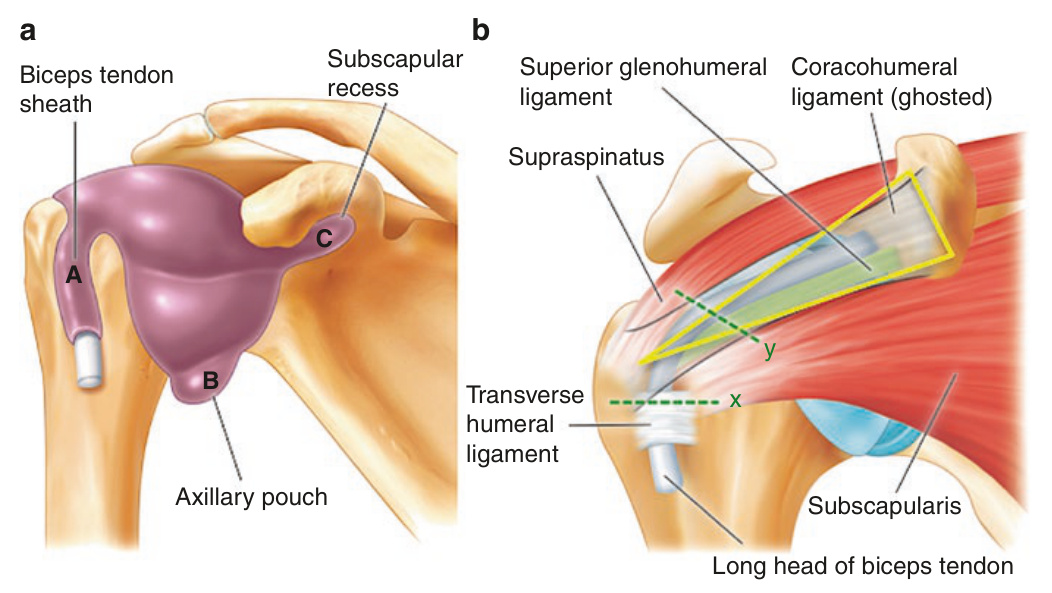 a
Biceps tendon
sheath
Subscapular
recess
A
B
C
Axillary pouch
b
Superior glenohumeral
ligament
Coracohumeral
ligament (ghosted)
Supraspinatus
y
x
Transverse
humeral
ligament
Subscapularis
Long head of biceps tendon